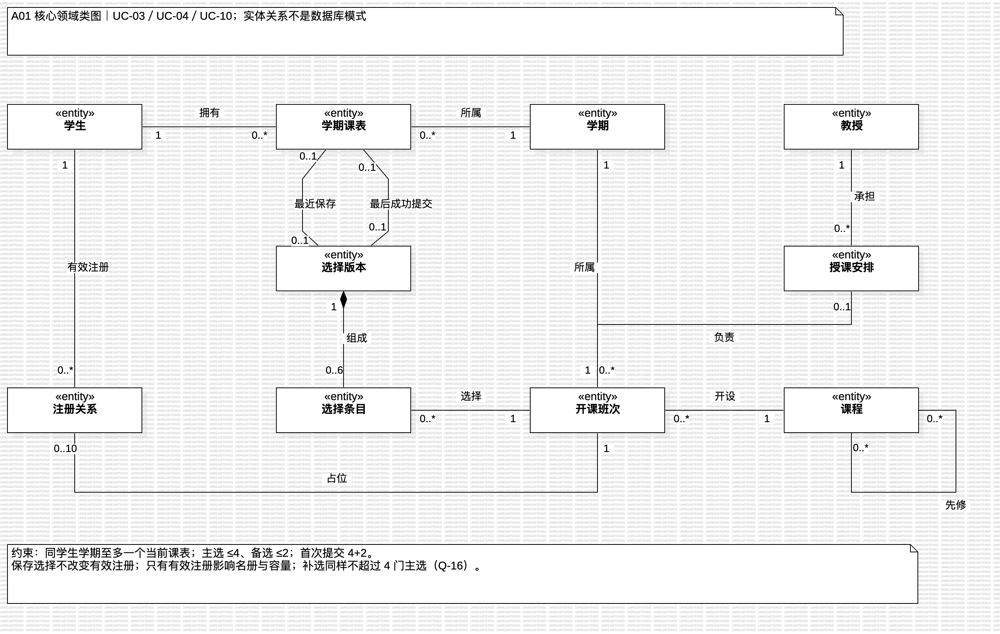 A01 核心领域类图｜UC-03 / UC-04 / UC-10；实体关系不是数据库模式
«entity»
学生
拥有
1
0..*
«entity»
学期课表
所属
0..*
1
«entity»
学期
«entity»
教授
1
0..1
0..1
1
1
最近保存
最后成功提交
承担
0..1
0..1
0..*
«entity»
选择版本
«entity»
授课安排
有效注册
所属
1
0..1
组成
负责
0..*
0..6
1
0..*
«entity»
注册关系
«entity»
选择条目
选择
0..*
1
«entity»
开课班次
开设
0..*
1
«entity»
课程
0..*
0..10
1
0..*
占位
先修
约束：同学生学期至多一个当前课表；主选 ≤4、备选 ≤2；首次提交 4+2。
保存选择不改变有效注册；只有有效注册影响名册与容量；补选同样不超过 4 门主选（Q-16）。
UNREGISTERED